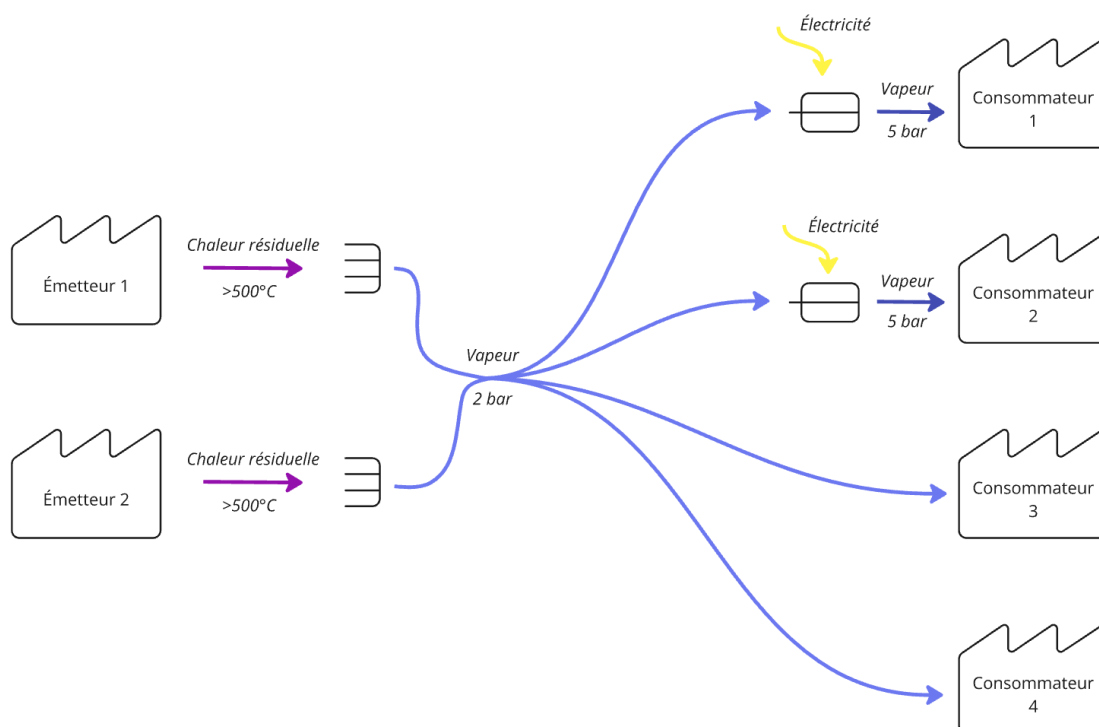 Électricité
Vapeur
5 bar
Consommateur
1
Électricité
Vapeur
5 bar
Consommateur
2
Émetteur 1
Chaleur résiduelle
>500°C
Vapeur
2 bar
Émetteur 2
Chaleur résiduelle
>500°C
Consommateur
3
Consommateur
4